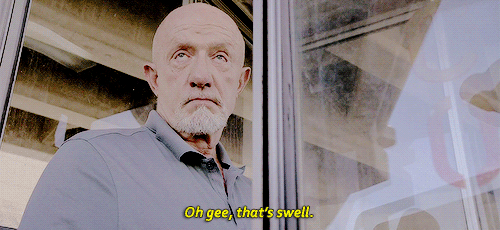 Oh gee, that's swell.